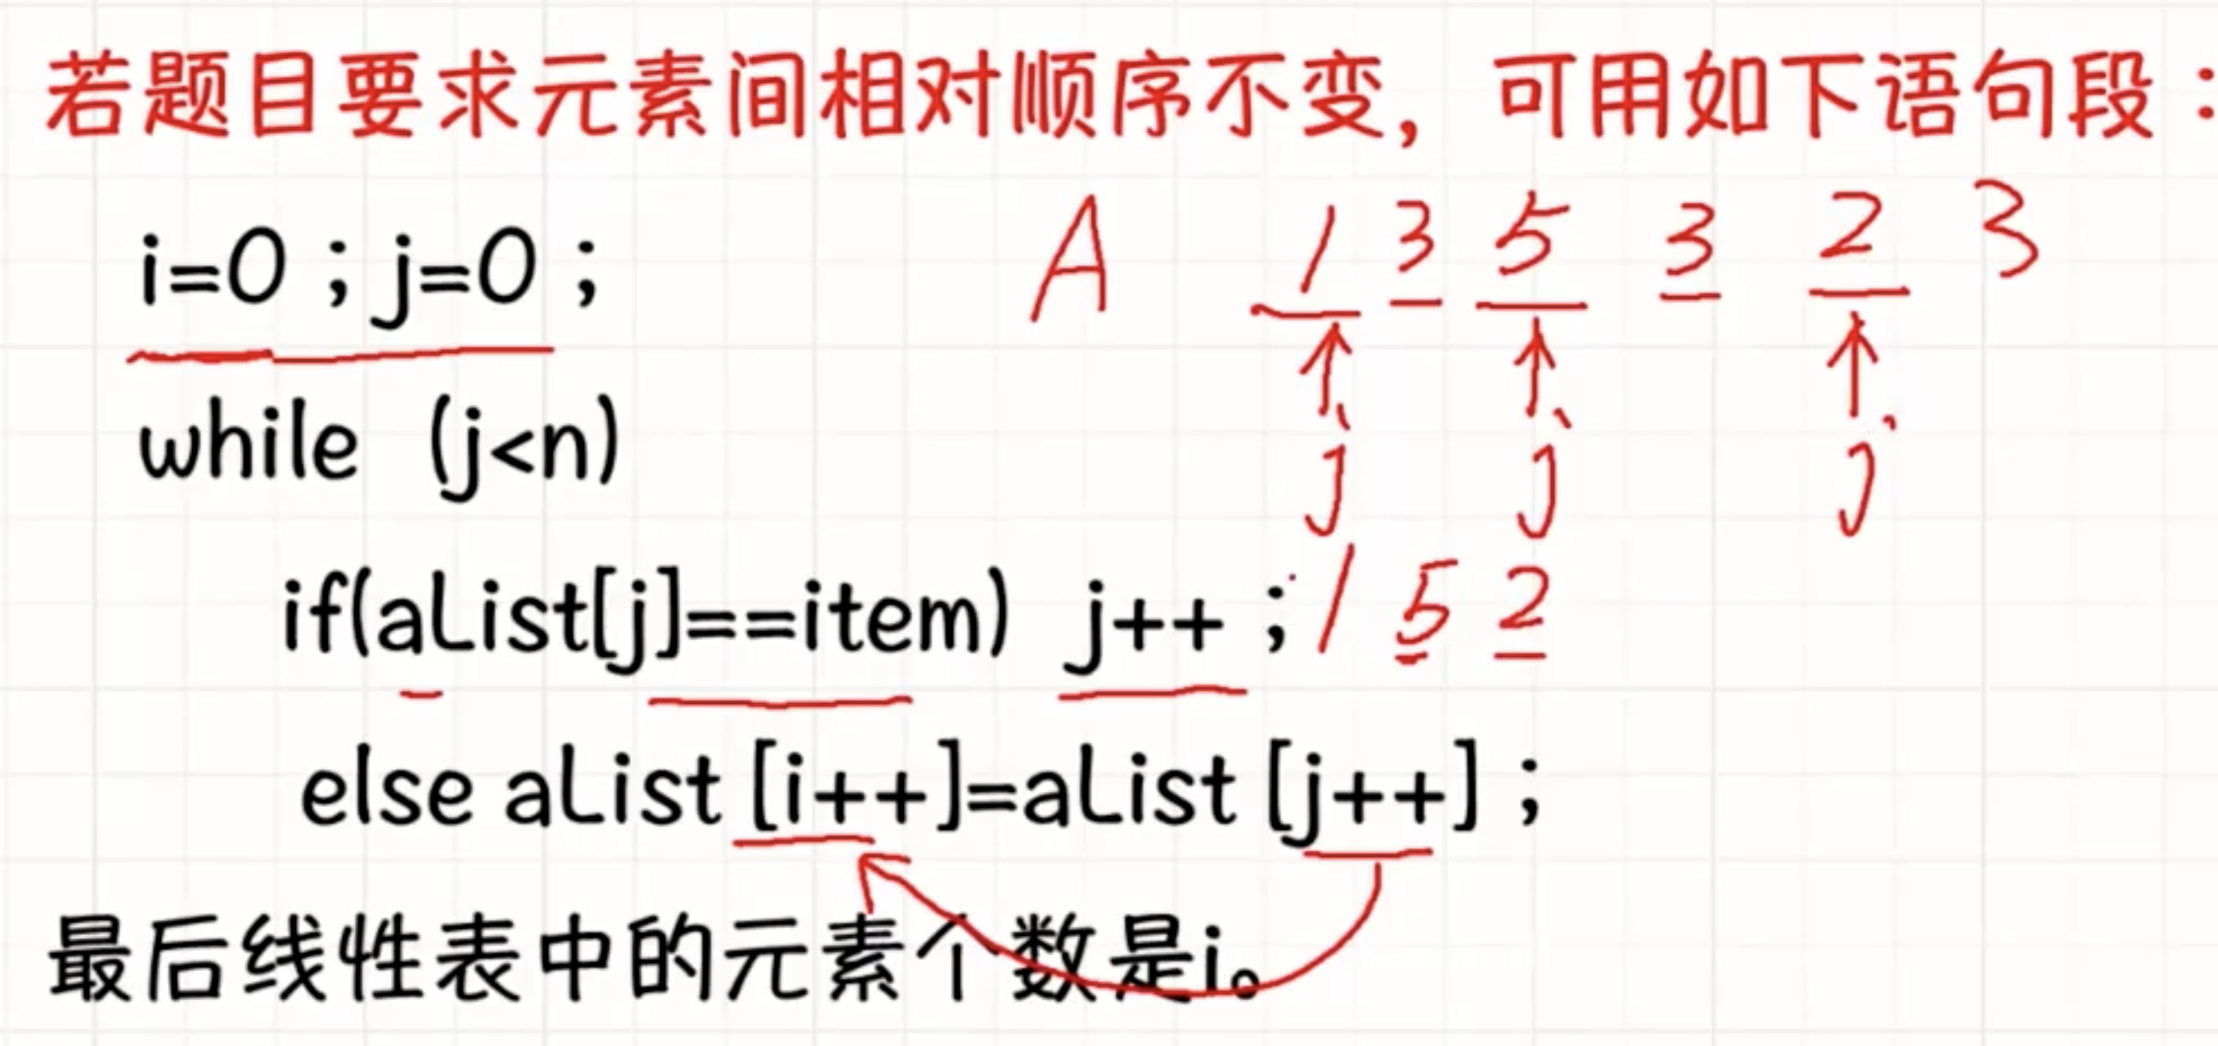 若题目要求元素间相对顺序不变，可用如下语句段：
i=0；j=0；
A 1 3 5 3 2 3
while (j<n)
j j j
if(aList[j]==item) j++；
1 5 2
else aList [i++]=aList [j++]；
最后线性表中的元素个数是i。